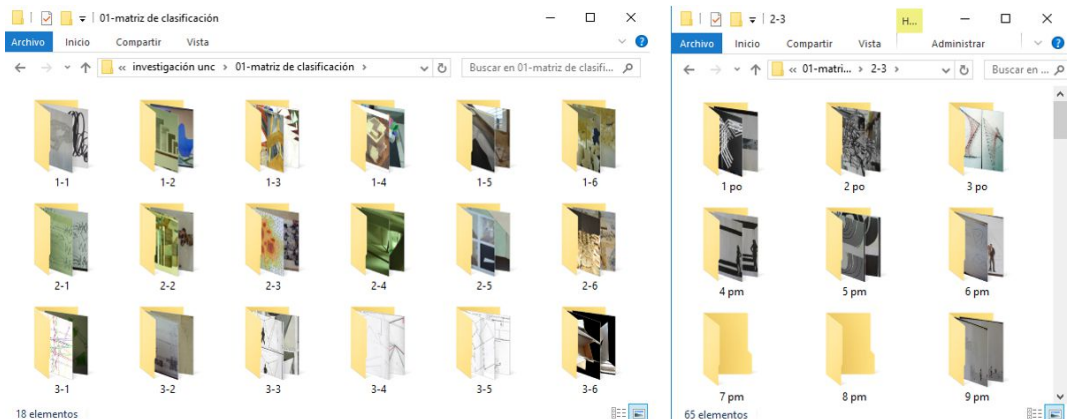 01-matriz de clasificación
Archivo Inicio Compartir Vista
« investigación unc › 01-matriz de clasificación ›
Buscar en 01-matriz de clasifi...
1-1 1-2 1-3 1-4 1-5 1-6
2-1 2-2 2-3 2-4 2-5 2-6
3-1 3-2 3-3 3-4 3-5 3-6
18 elementos
2-3 H...
Archivo Inicio Compartir Vista Administrar
« 01-matri... › 2-3 ›
Buscar en ...
1 po 2 po 3 po
4 pm 5 pm 6 pm
7 pm 8 pm 9 pm
65 elementos